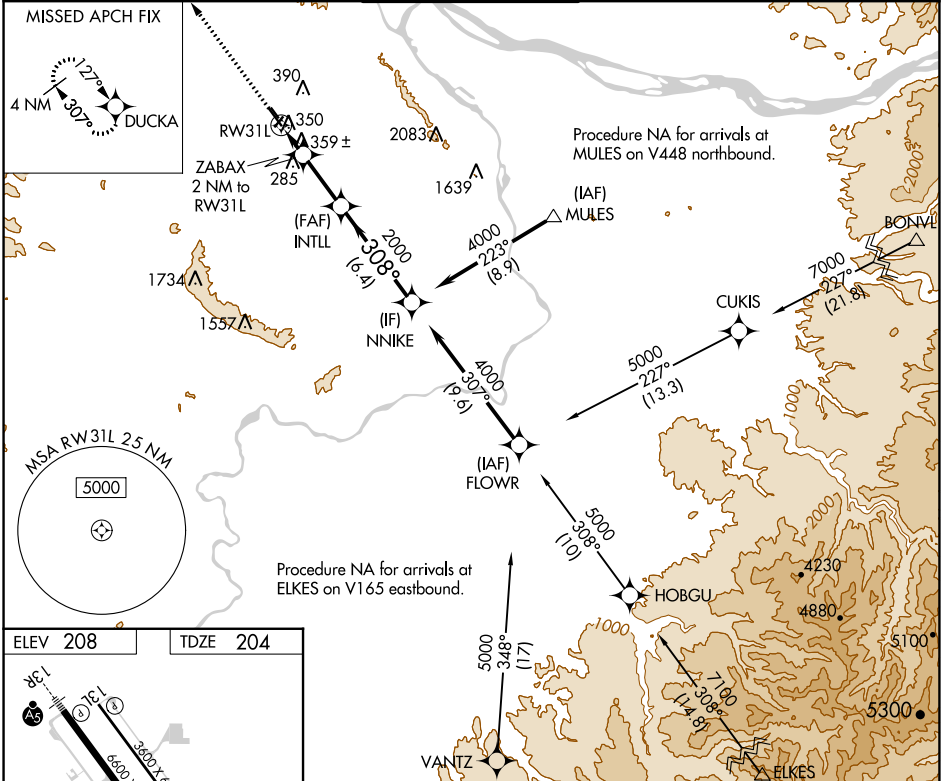 MISSED APCH FIX
127°
307°
4 NM
DUCKA
390
350
RW31L
359 ±
ZABAX
2 NM to
RW31L
285
2083
1639
Procedure NA for arrivals at
MULES on V448 northbound.
(IAF)
MULES
4000
223°
(8.9)
(FAF)
INTLL
2000
308°
(6.4)
(IF)
NNIKE
1734
1557
2000
BONVL
7000
227°
(21.8)
CUKIS
5000
227°
(13.3)
4000
307°
(9.6)
(IAF)
FLOWR
1000
MSA RW31L 25 NM
5000
5000
308°
(10)
HOBGU
Procedure NA for arrivals at
ELKES on V165 eastbound.
2000
4230
4880
5100
5300
1000
5000
348°
(17)
7100
308°
(14.8)
VANTZ
ELKES
ELEV 208
TDZE 204
13R
13L
A5
P
P
6600
3600 X